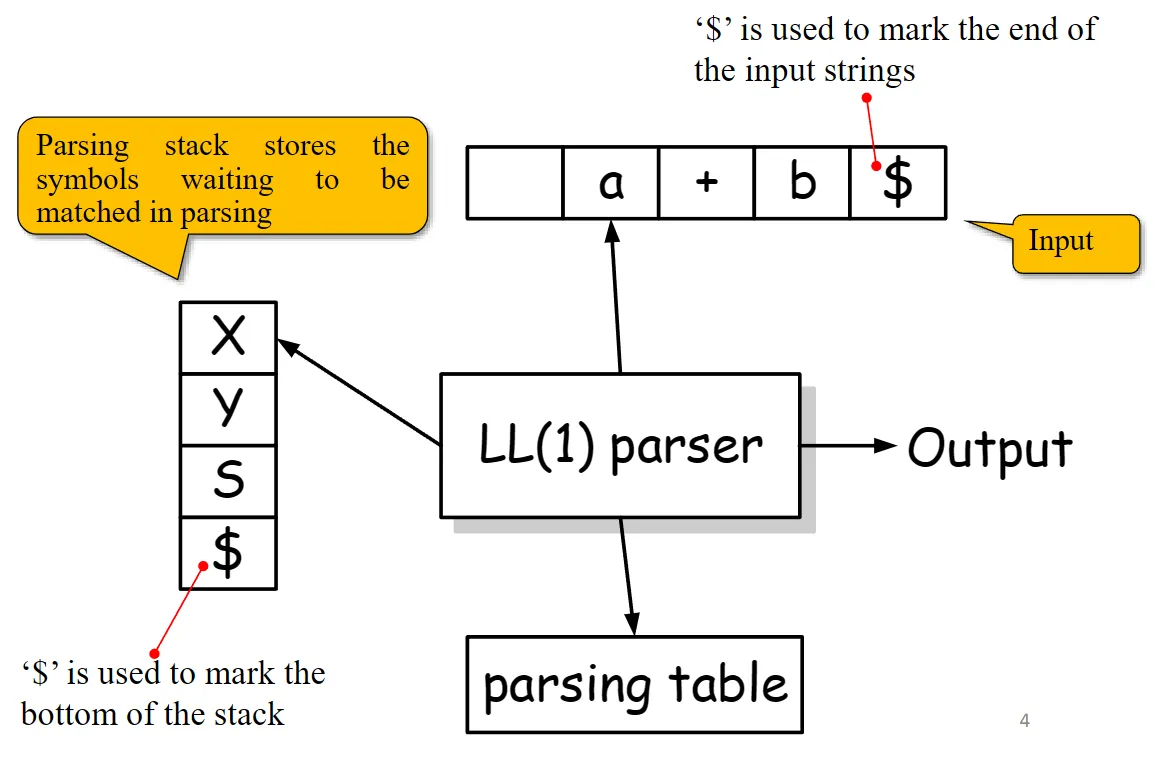 ‘$’ is used to mark the end of
the input strings
Parsing stack stores the
symbols waiting to be
matched in parsing
a + b $
Input
X
y
S
$
LL(1) parser
Output
‘$’ is used to mark the
bottom of the stack
parsing table
4